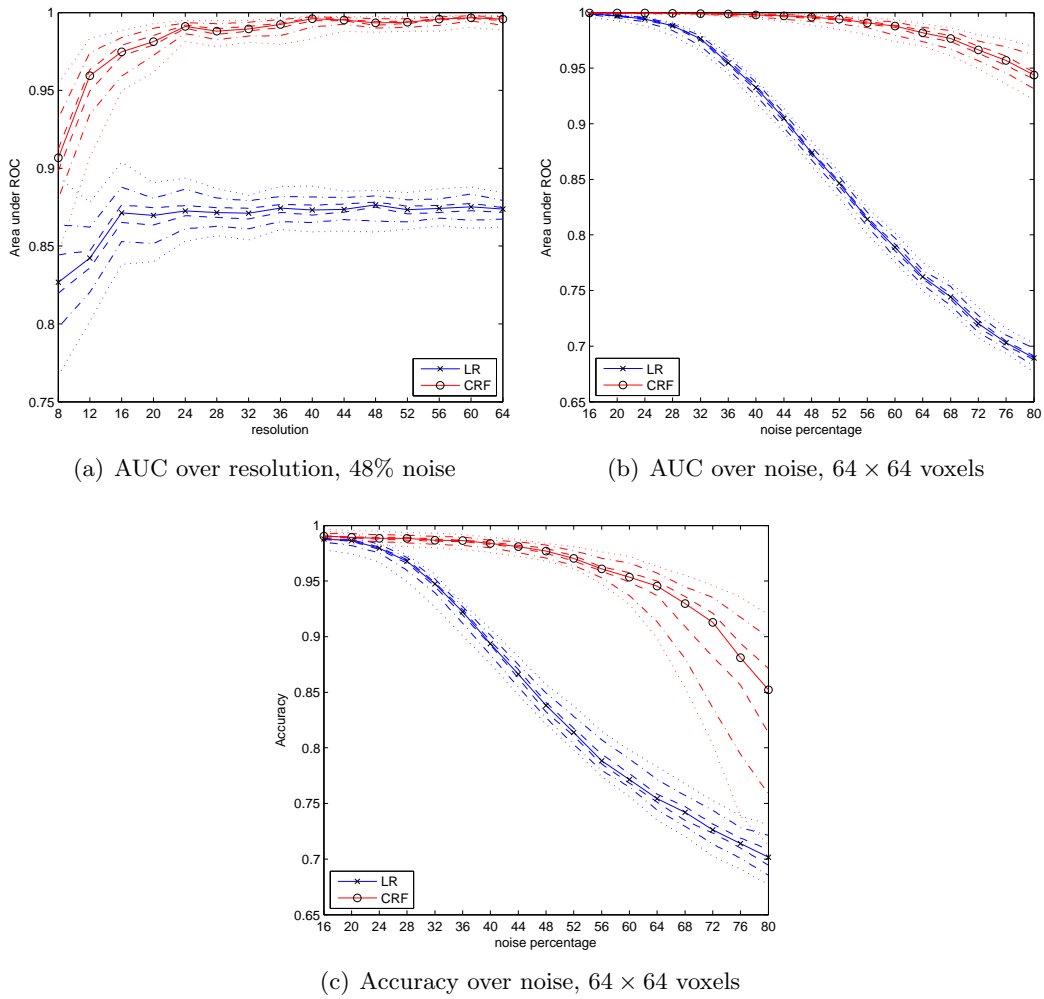 1
0.95
0.9
0.85
0.8
0.75
Area under ROC
8 12 16 20 24 28 32 36 40 44 48 52 56 60 64
resolution
LR
CRF
(a) AUC over resolution, 48% noise
1
0.95
0.9
0.85
0.8
0.75
0.7
0.65
Area under ROC
16 20 24 28 32 36 40 44 48 52 56 60 64 68 72 76 80
noise percentage
LR
CRF
(b) AUC over noise, 64 × 64 voxels
1
0.95
0.9
0.85
0.8
0.75
0.7
0.65
Accuracy
16 20 24 28 32 36 40 44 48 52 56 60 64 68 72 76 80
noise percentage
LR
CRF
(c) Accuracy over noise, 64 × 64 voxels